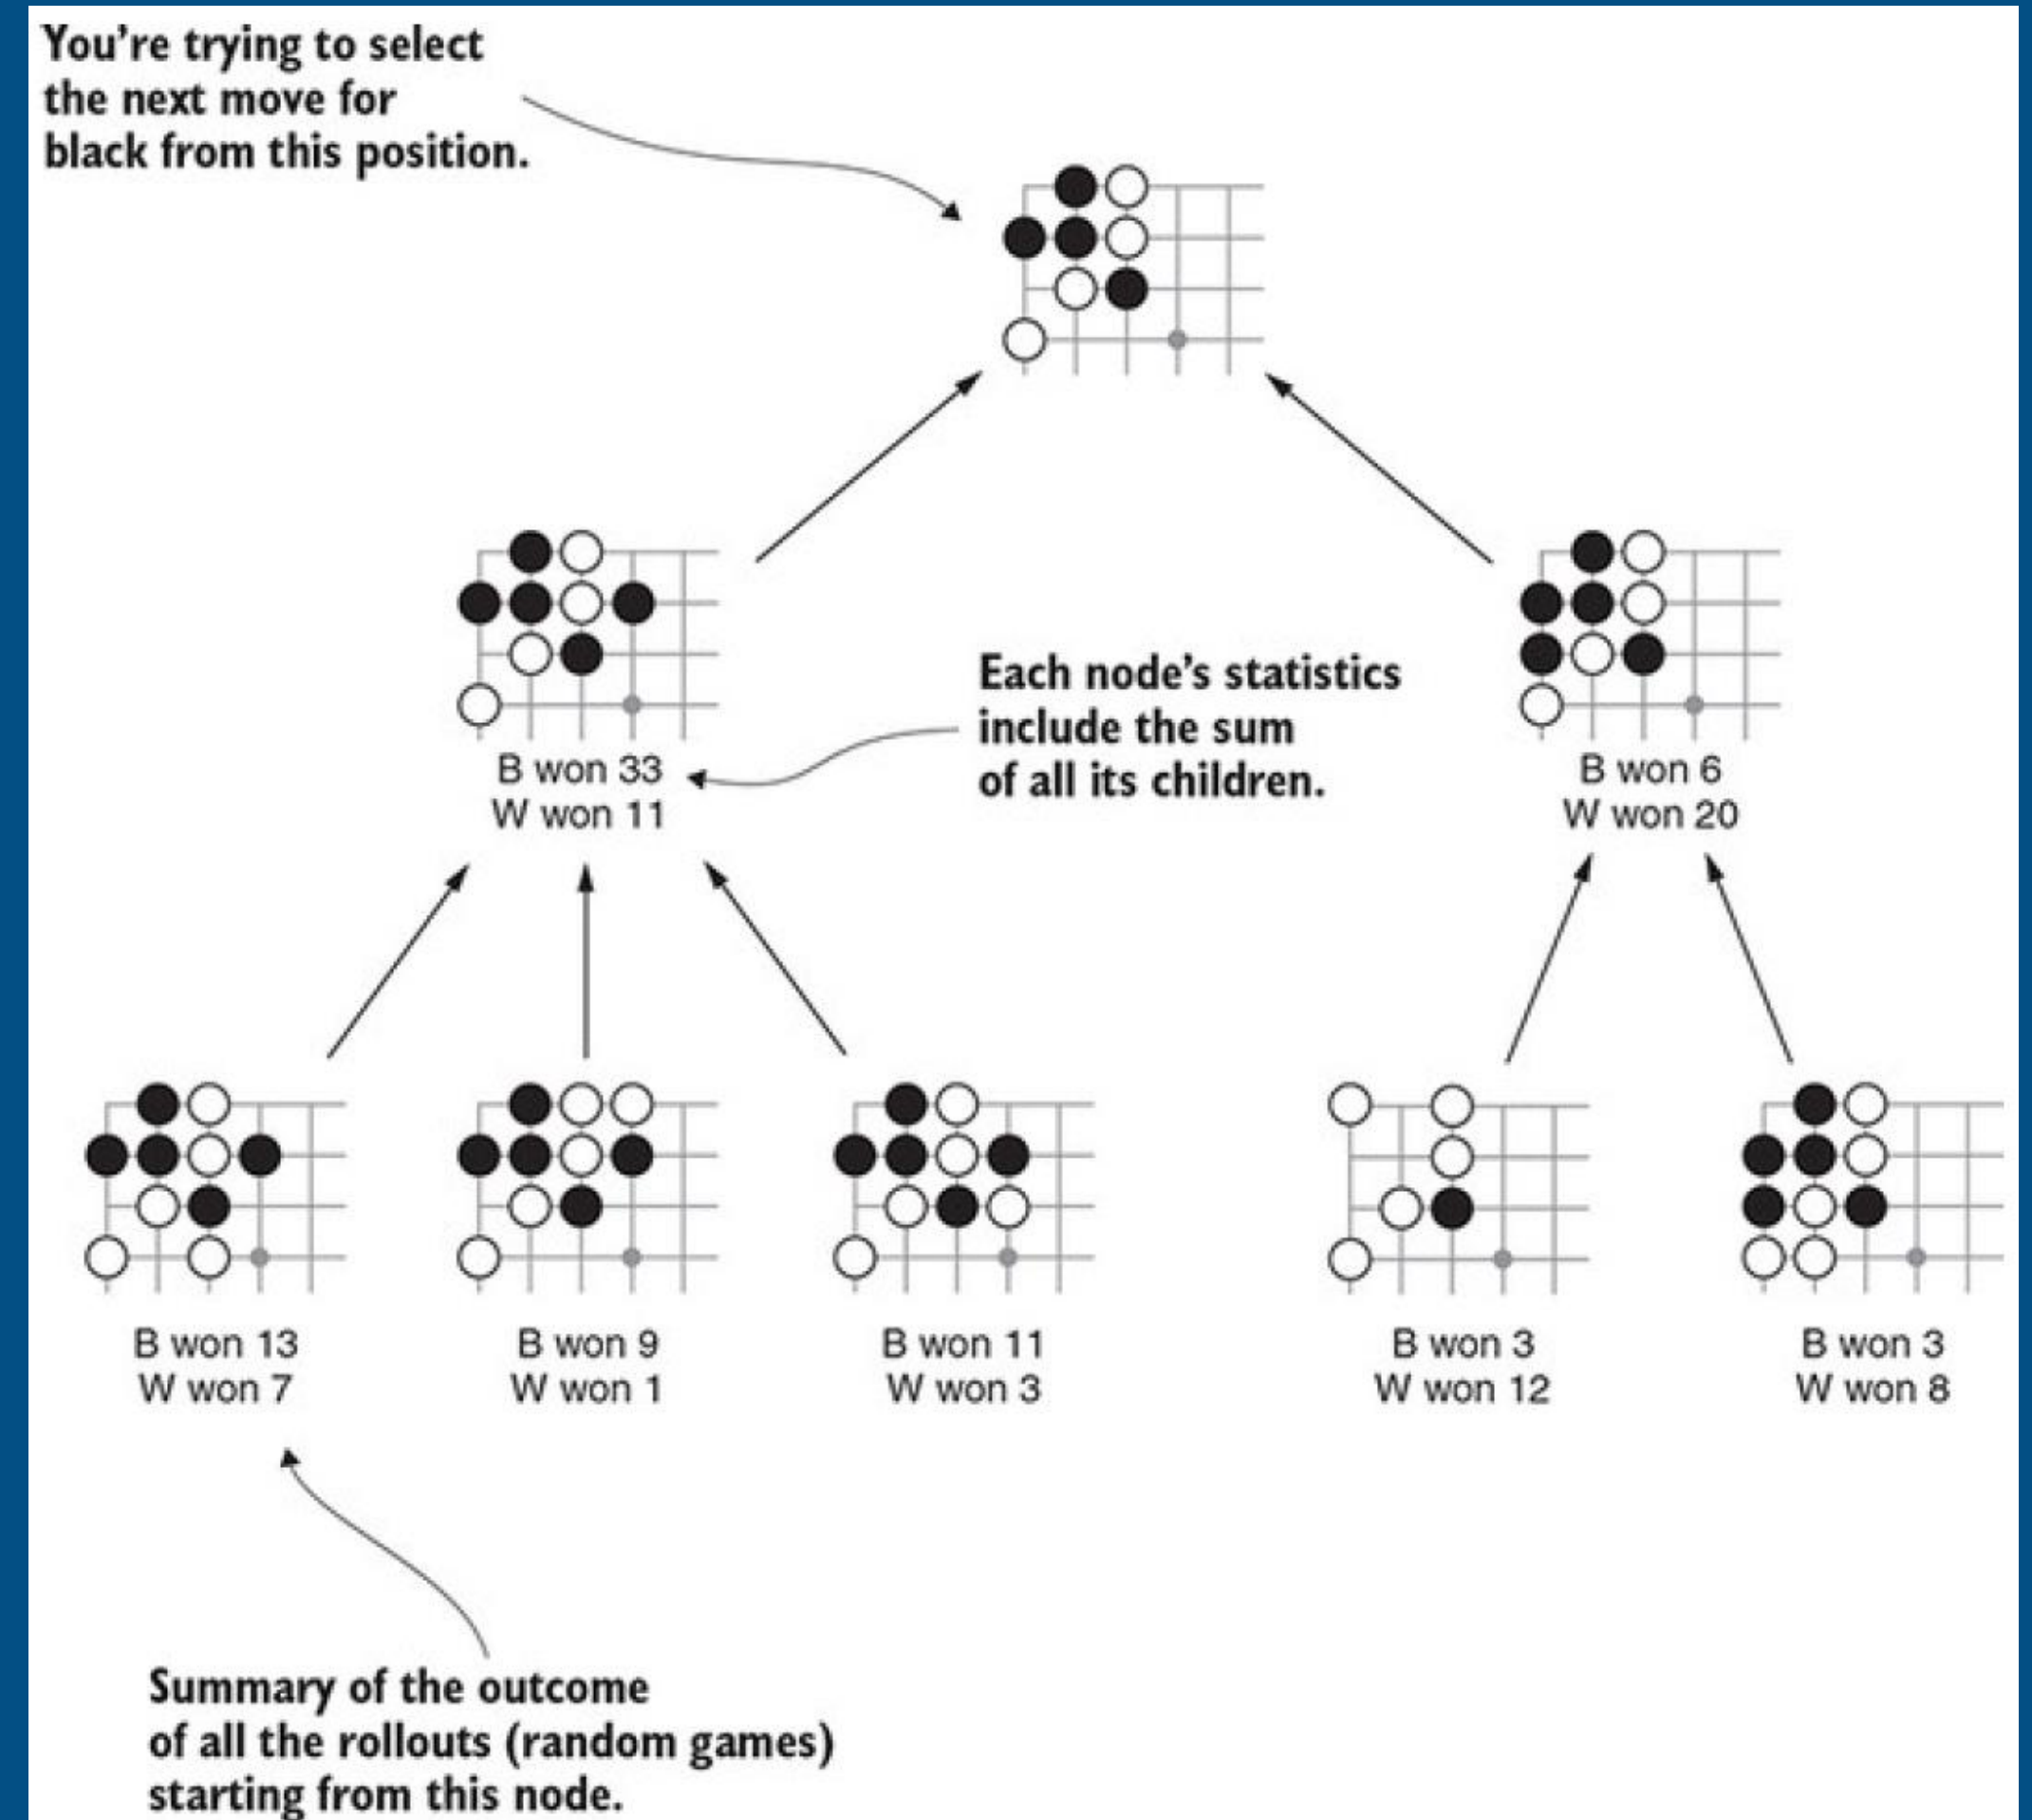 You're trying to select
the next move for
black from this position.
Each node's statistics
include the sum
of all its children.
B won 33
W won 11
B won 6
W won 20
B won 13
W won 7
B won 9
W won 1
B won 11
W won 3
B won 3
W won 12
B won 3
W won 8
Summary of the outcome
of all the rollouts (random games)
starting from this node.